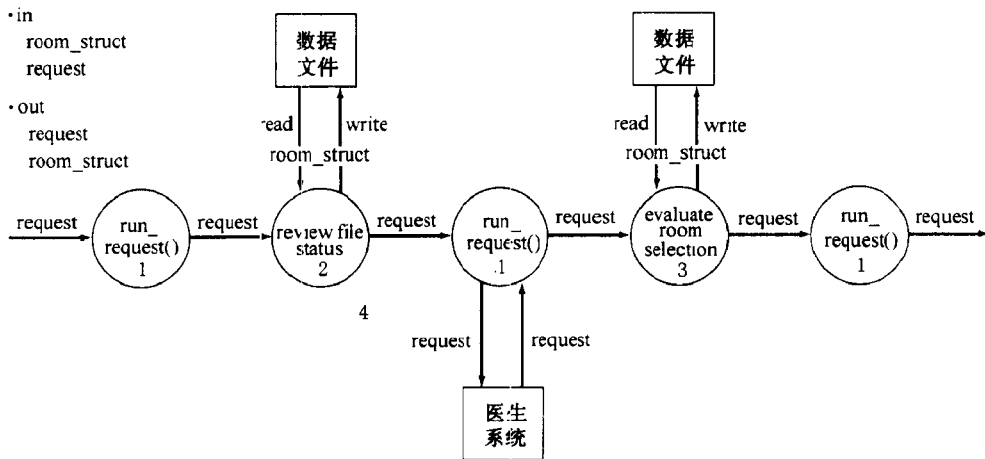 · in
room_struct
request
· out
request
room_struct
数据
文件
read
write
room_struct
数据
文件
read
write
room_struct
request
run_
request()
1
request
review file
status
2
request
run_
request()
.1
request
evaluate
room
selection
3
request
run_
request()
1
request
4
request
request
医生
系统